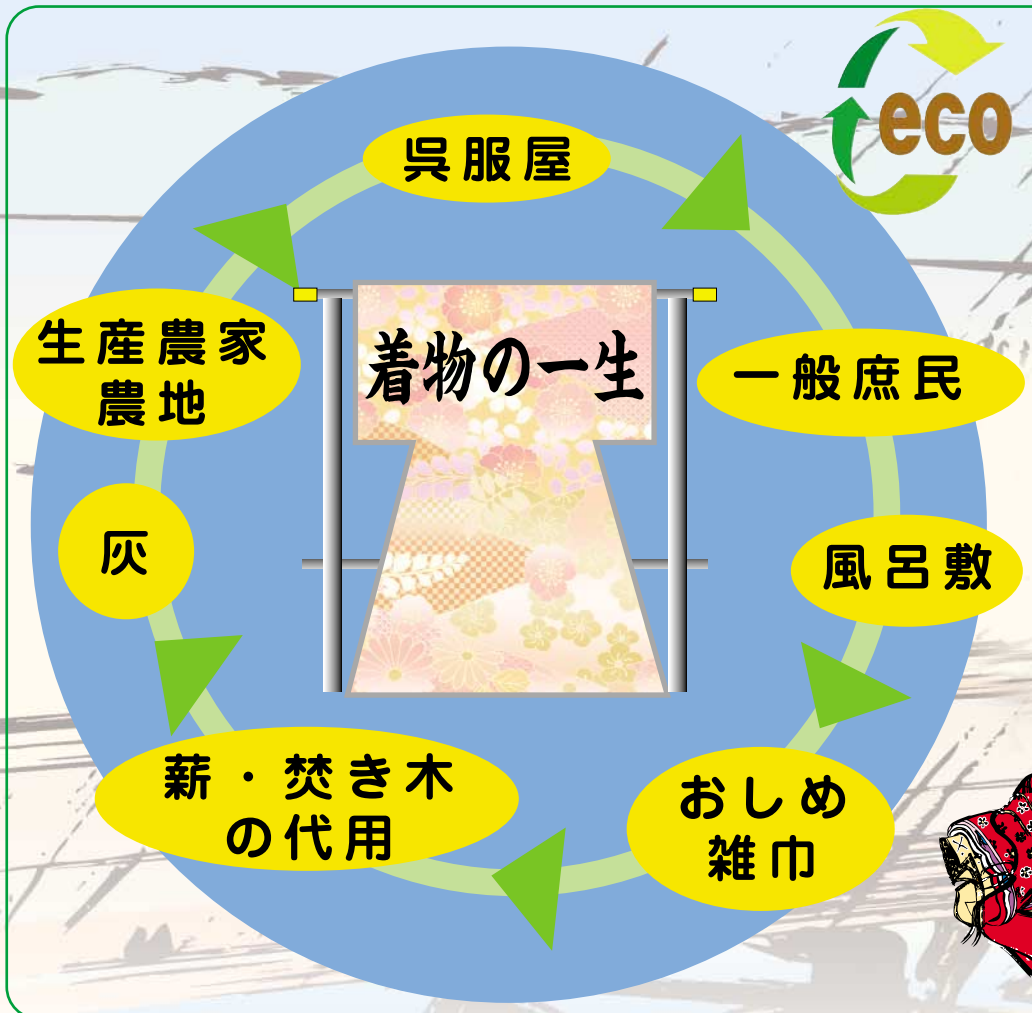 eco
呉服屋
着物の一生
一般庶民
風呂敷
おしめ
雑巾
薪・焚き木
の代用
灰
生産農家
農地